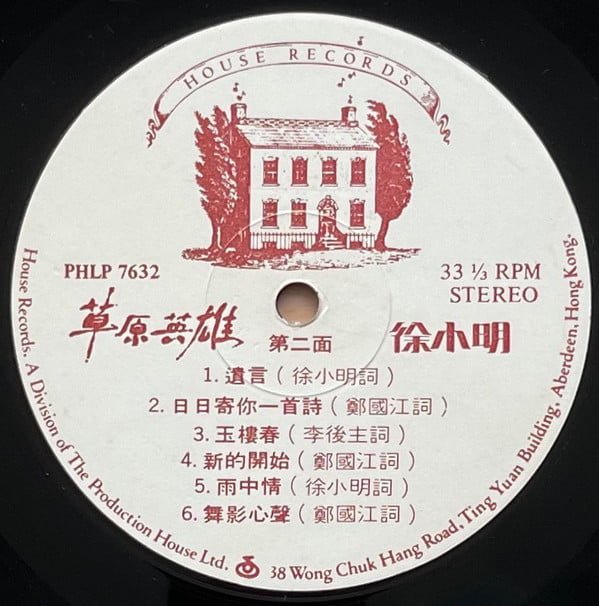 HOUSE RECORDS
PHLP 7632
33 ⅓ RPM
STEREO
草原英雄
第二面
徐小明
1. 遺言（徐小明詞）
2. 日日寄你一首詩（鄭國江詞）
3. 玉樓春（李後主詞）
4. 新的開始（鄭國江詞）
5. 雨中情（徐小明詞）
6. 舞影心聲（鄭國江詞）
House Records. A Division of The Production House Ltd. 38 Wong Chuk Hang Road, Ting Yuan Building, Aberdeen, Hong Kong.